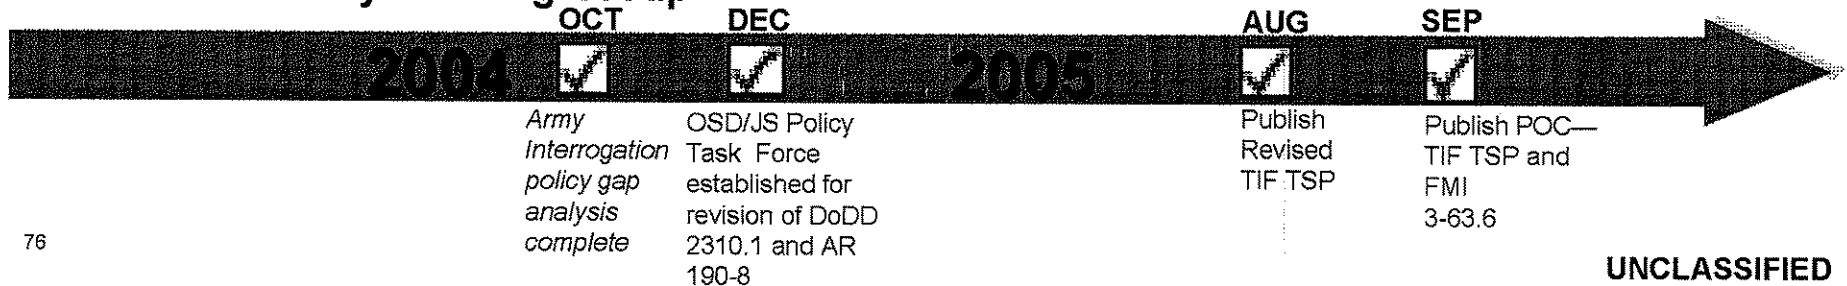 OCT
DEC
AUG
SEP
2004
2005
Army
Interrogation
policy gap
analysis
complete
OSD/JS Policy
Task Force
established for
revision of DoDD
2310.1 and AR
190-8
Publish
Revised
TIF TSP
Publish POC—
TIF TSP and
FMI
3-63.6
76
UNCLASSIFIED